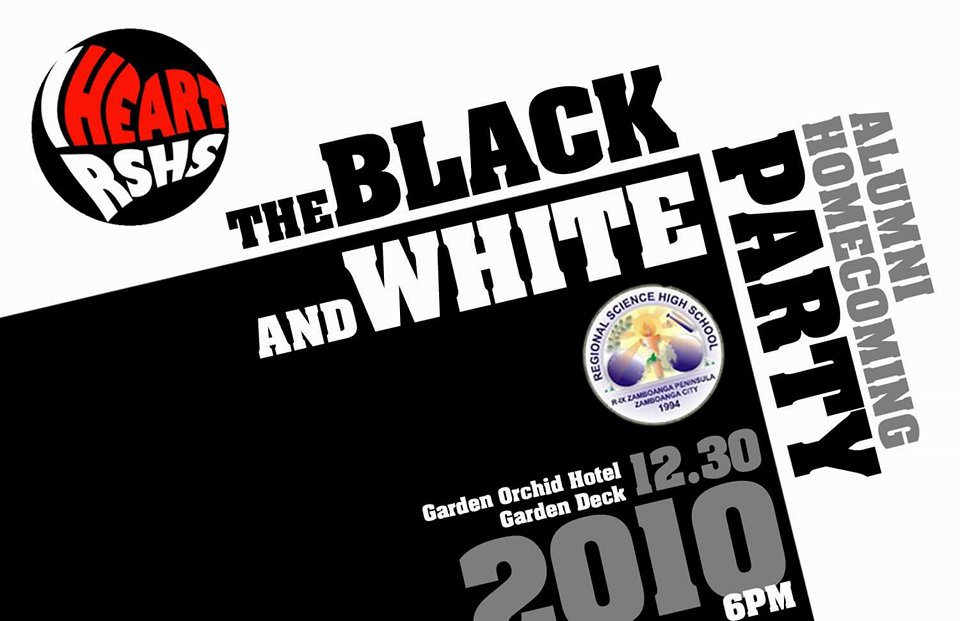 I HEART
RSHS
THE BLACK
AND WHITE
PARTY
ALUMNI
HOMECOMING
REGIONAL SCIENCE HIGH SCHOOL
R-IX ZAMBOANGA PENINSULA
ZAMBOANGA CITY
1994
Garden Orchid Hotel
Garden Deck
12.30
2010
6PM